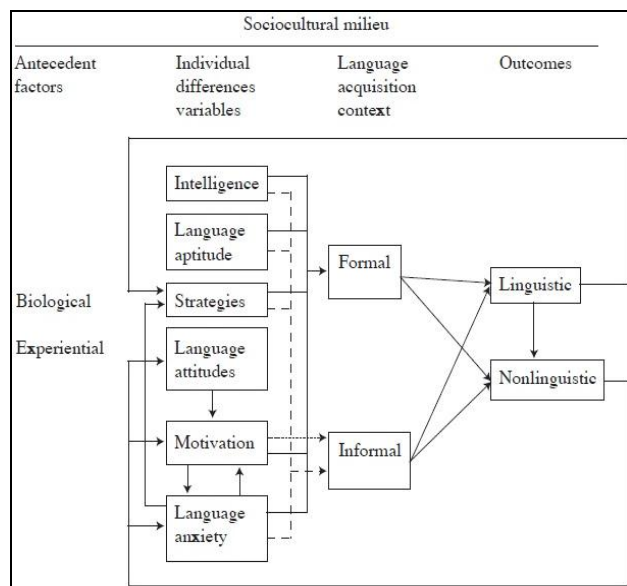 Sociocultural milieu
Antecedent
factors
Individual
differences
variables
Language
acquisition
context
Outcomes
Biological
Experiential
Intelligence
Language
aptitude
Strategies
Language
attitudes
Motivation
Language
anxiety
Formal
Informal
Linguistic
Nonlinguistic